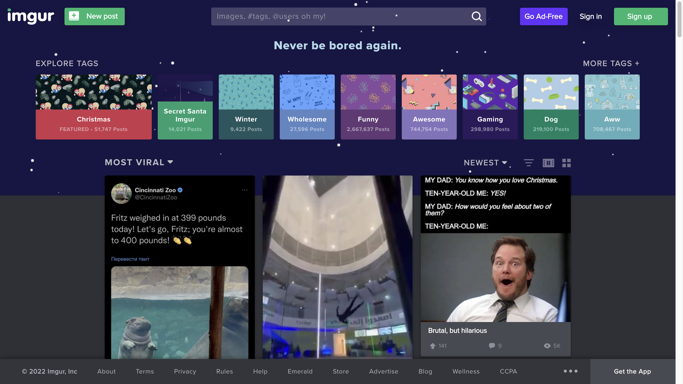 imgur
New post
Images, #tags, @users oh my!
Go Ad-Free
Sign in
Sign up
Never be bored again.
EXPLORE TAGS
MORE TAGS +
Christmas
FEATURED • 51,747 Posts
Secret Santa
Imgur
14,021 Posts
Winter
9,422 Posts
Wholesome
27,596 Posts
Funny
2,667,637 Posts
Awesome
744,754 Posts
Gaming
298,980 Posts
Dog
219,100 Posts
Aww
708,467 Posts
MOST VIRAL
NEWEST
Cincinnati Zoo
@CincinnatiZoo
Fritz weighed in at 399 pounds
today! Let's go, Fritz; you're almost
to 400 pounds! 👏👏
Перевести твит
MY DAD: You know how you love Christmas.
TEN-YEAR-OLD ME: YES!
MY DAD: How would you feel about two of
them?
TEN-YEAR-OLD ME:
Brutal, but hilarious
141
5K
© 2022 Imgur, Inc
About
Terms
Privacy
Rules
Help
Emerald
Store
Advertise
Blog
Wellness
CCPA
•••
Get the App